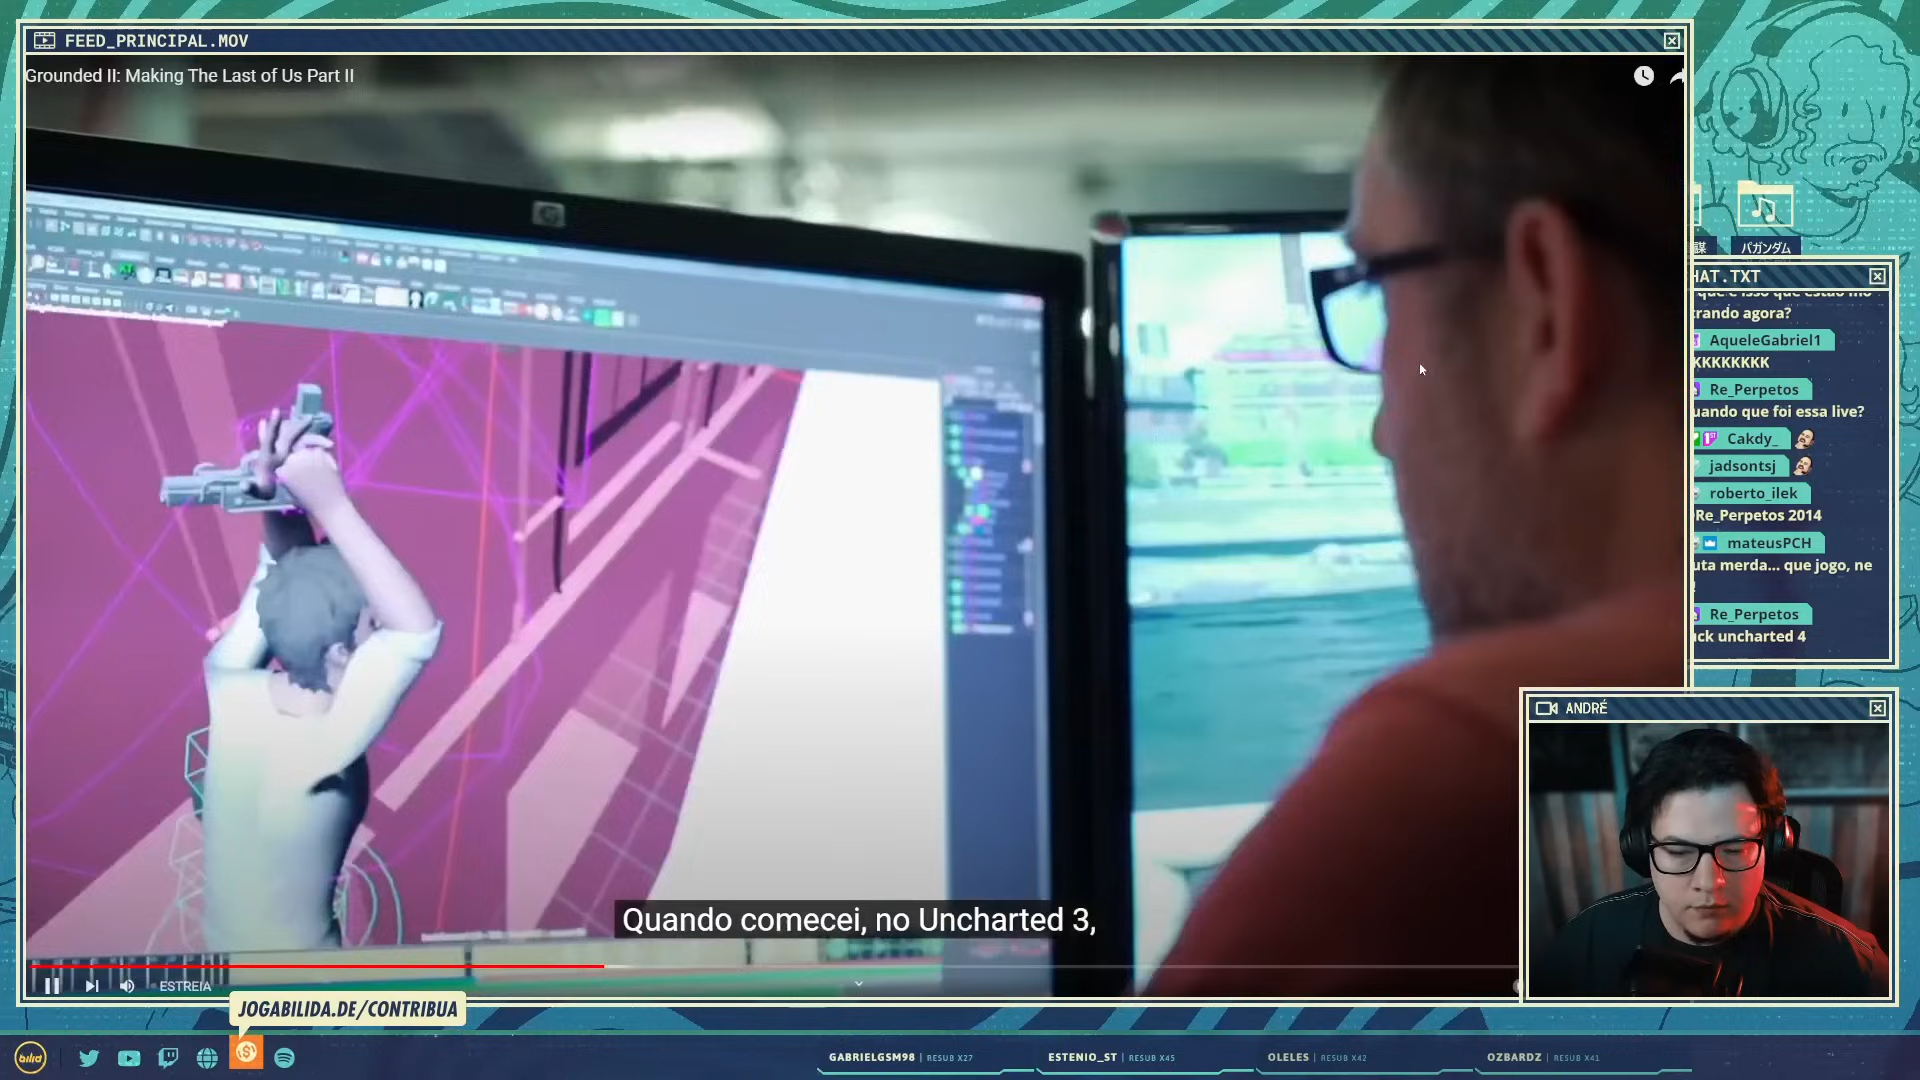 FEED_PRINCIPAL.MOV
Grounded II: Making The Last of Us Part II
バガンダム
HAT.TXT
rando agora?
AqueleGabriel1
KKKKKKKK
Re_Perpetos
uando que foi essa live?
Cakdy_
jadsontsj
roberto_ilek
Re_Perpetos 2014
mateusPCH
uta merda... que jogo, ne
Re_Perpetos
uck uncharted 4
ANDRÉ
Quando comecei, no Uncharted 3,
ESTREIA
JOGABILIDA.DE/CONTRIBUA
bilid
GABRIELGSM98 | RESUB X27
ESTENIO_ST | RESUB X45
OLELES | RESUB X42
OZBARDZ | RESUB X41